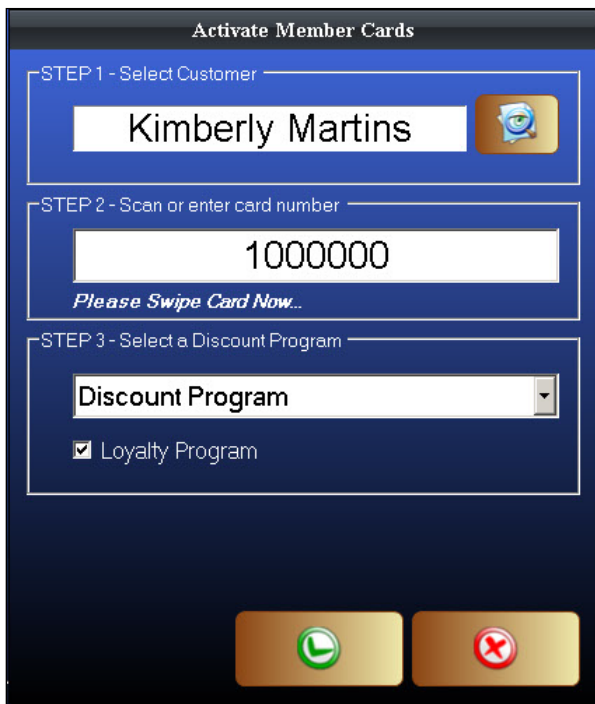 Activate Member Cards
STEP 1 - Select Customer
Kimberly Martins
STEP 2 - Scan or enter card number
1000000
Please Swipe Card Now...
STEP 3 - Select a Discount Program
Discount Program
Loyalty Program